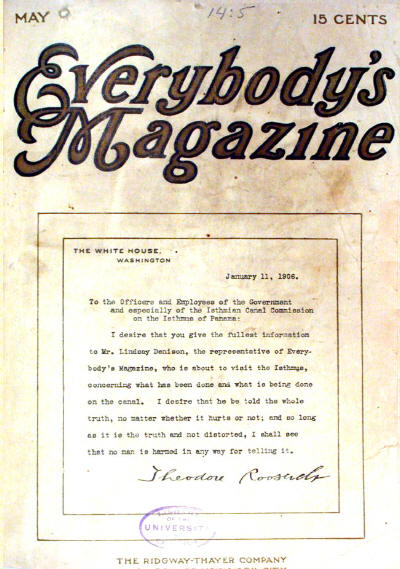 MAY
14:5
15 CENTS
Everybody's
Magazine
THE WHITE HOUSE,
WASHINGTON
January 11, 1906.
To the Officers and Employees of the Government
and especially of the Isthmian Canal Commission
on the Isthmus of Panama:
I desire that you give the fullest information
to Mr. Lindsay Denison, the representative of Every-
body's Magazine, who is about to visit the Isthmus,
concerning what has been done and what is being done
on the canal. I desire that he be told the whole
truth, no matter whether it hurts or not; and so long
as it is the truth and not distorted, I shall see
that no man is harmed in any way for telling it.
Theodore Roosevelt
OF THE
UNIVERSITY
THE RIDGWAY-THAYER COMPANY